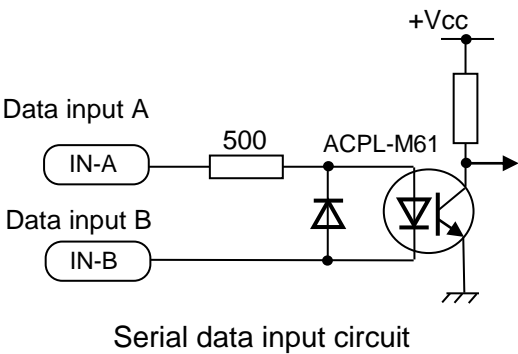 +Vcc
Data input A
500
ACPL-M61
IN-A
Data input B
IN-B
Serial data input circuit